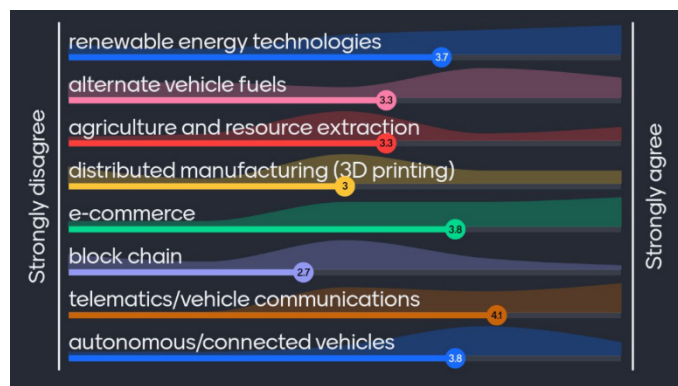 Strongly disagree
renewable energy technologies
3.7
alternate vehicle fuels
3.3
agriculture and resource extraction
3.3
distributed manufacturing (3D printing)
3
e-commerce
3.8
block chain
2.7
telematics/vehicle communications
4.1
autonomous/connected vehicles
3.8
Strongly agree